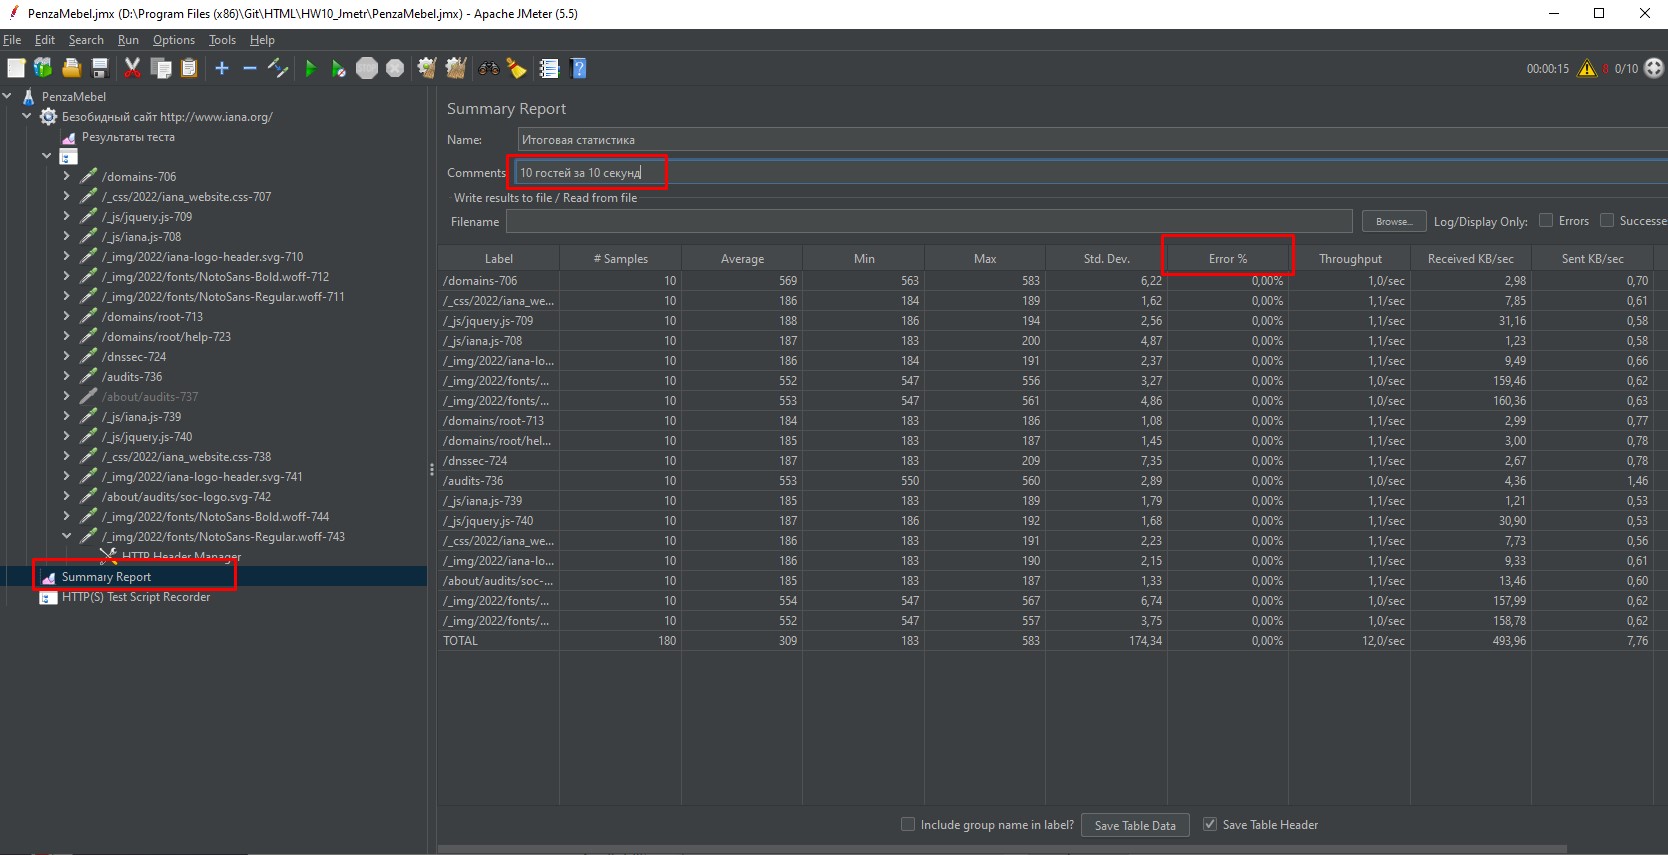 PenzaMebel.jmx (D:\Program Files (x86)\Git\HTML\HW10_Jmetr\PenzaMebel.jmx) - Apache JMeter (5.5)
File Edit Search Run Options Tools Help
00:00:15 8 0/10
PenzaMebel
Безобидный сайт http://www.iana.org/
Результаты теста
/domains-706
/_css/2022/iana_website.css-707
/_js/jquery.js-709
/_js/iana.js-708
/_img/2022/iana-logo-header.svg-710
/_img/2022/fonts/NotoSans-Bold.woff-712
/_img/2022/fonts/NotoSans-Regular.woff-711
/domains/root-713
/domains/root/help-723
/dnssec-724
/audits-736
/about/audits-737
/_js/iana.js-739
/_js/jquery.js-740
/_css/2022/iana_website.css-738
/_img/2022/iana-logo-header.svg-741
/about/audits/soc-logo.svg-742
/_img/2022/fonts/NotoSans-Bold.woff-744
/_img/2022/fonts/NotoSans-Regular.woff-743
HTTP Header Manager
Summary Report
HTTP(S) Test Script Recorder
Summary Report
Name: Итоговая статистика
Comments 10 гостей за 10 секунд
Write results to file / Read from file
Filename Browse... Log/Display Only: Errors Successe
Label # Samples Average Min Max Std. Dev. Error % Throughput Received KB/sec Sent KB/sec
/domains-706 10 569 563 583 6,22 0,00% 1,0/sec 2,98 0,70
/_css/2022/iana_we... 10 186 184 189 1,62 0,00% 1,1/sec 7,85 0,61
/_js/jquery.js-709 10 188 186 194 2,56 0,00% 1,1/sec 31,16 0,58
/_js/iana.js-708 10 187 183 200 4,87 0,00% 1,1/sec 1,23 0,58
/_img/2022/iana-lo... 10 186 184 191 2,37 0,00% 1,1/sec 9,49 0,66
/_img/2022/fonts/... 10 552 547 556 3,27 0,00% 1,0/sec 159,46 0,62
/_img/2022/fonts/... 10 553 547 561 4,86 0,00% 1,0/sec 160,36 0,63
/domains/root-713 10 184 183 186 1,08 0,00% 1,1/sec 2,99 0,77
/domains/root/hel... 10 185 183 187 1,45 0,00% 1,1/sec 3,00 0,78
/dnssec-724 10 187 183 209 7,35 0,00% 1,1/sec 2,67 0,78
/audits-736 10 553 550 560 2,89 0,00% 1,0/sec 4,36 1,46
/_js/iana.js-739 10 185 183 189 1,79 0,00% 1,1/sec 1,21 0,53
/_js/jquery.js-740 10 187 186 192 1,68 0,00% 1,1/sec 30,90 0,53
/_css/2022/iana_we... 10 186 183 191 2,23 0,00% 1,1/sec 7,73 0,56
/_img/2022/iana-lo... 10 186 183 190 2,15 0,00% 1,1/sec 9,33 0,61
/about/audits/soc-... 10 185 183 187 1,33 0,00% 1,1/sec 13,46 0,60
/_img/2022/fonts/... 10 554 547 567 6,74 0,00% 1,0/sec 157,99 0,62
/_img/2022/fonts/... 10 552 547 557 3,75 0,00% 1,0/sec 158,78 0,62
TOTAL 180 309 183 583 174,34 0,00% 12,0/sec 493,96 7,76
Include group name in label? Save Table Data Save Table Header